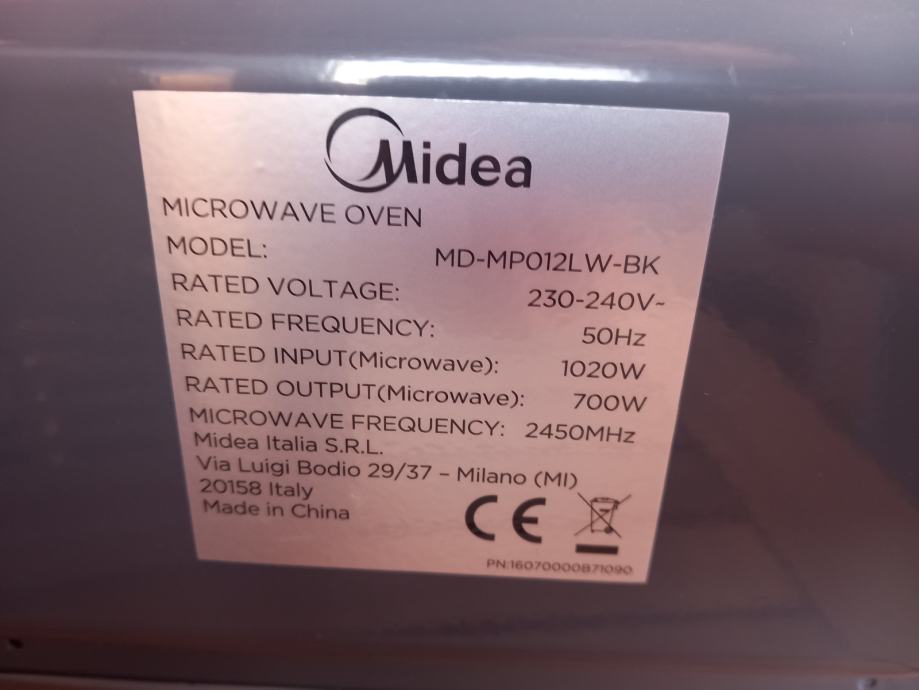 Midea
MICROWAVE OVEN
MODEL: MD-MP012LW-BK
RATED VOLTAGE: 230-240V~
RATED FREQUENCY: 50Hz
RATED INPUT(Microwave): 1020W
RATED OUTPUT(Microwave): 700W
MICROWAVE FREQUENCY: 2450MHz
Midea Italia S.R.L.
Via Luigi Bodio 29/37 – Milano (MI)
20158 Italy
Made in China
CE
PN:16070000B71090